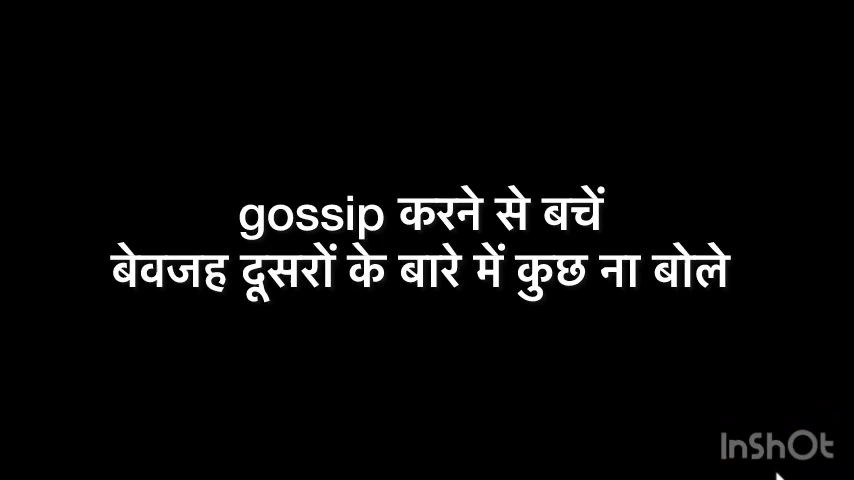 gossip करने से बचें
बेवजह दूसरों के बारे में कुछ ना बोले
InShOt